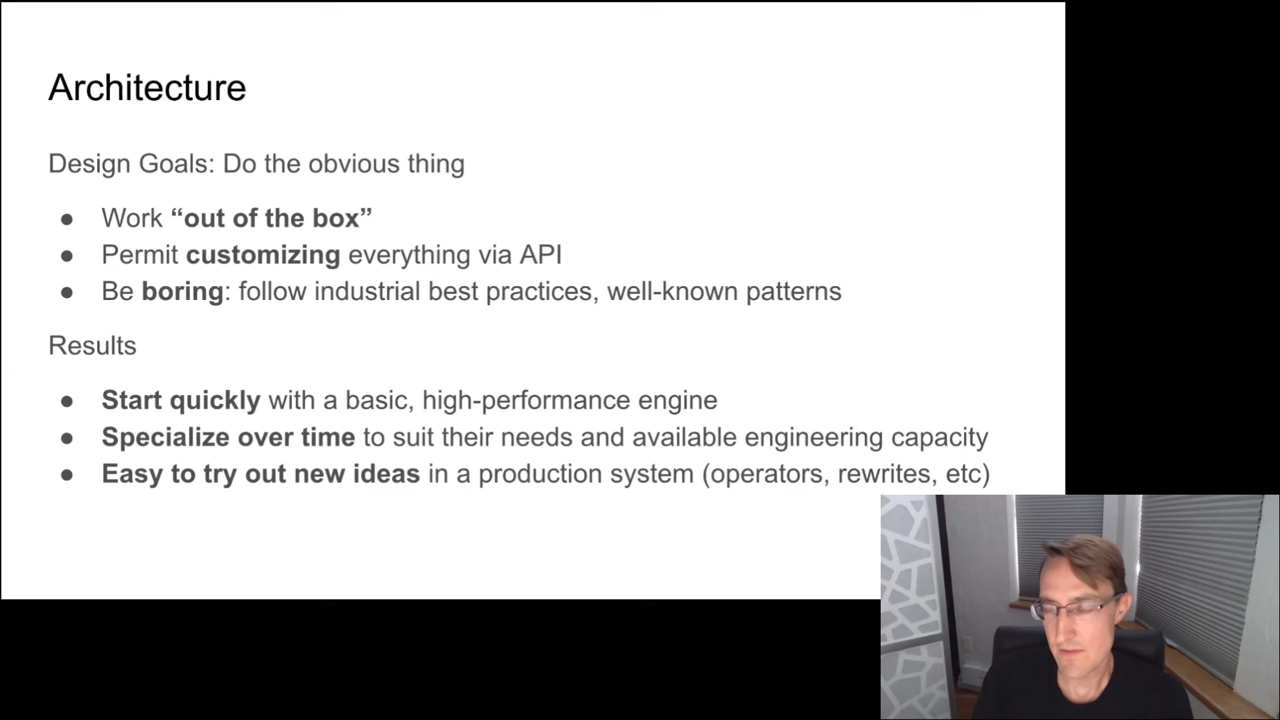 Architecture
Design Goals: Do the obvious thing
● Work “out of the box”
● Permit customizing everything via API
● Be boring: follow industrial best practices, well-known patterns
Results
● Start quickly with a basic, high-performance engine
● Specialize over time to suit their needs and available engineering capacity
● Easy to try out new ideas in a production system (operators, rewrites, etc)